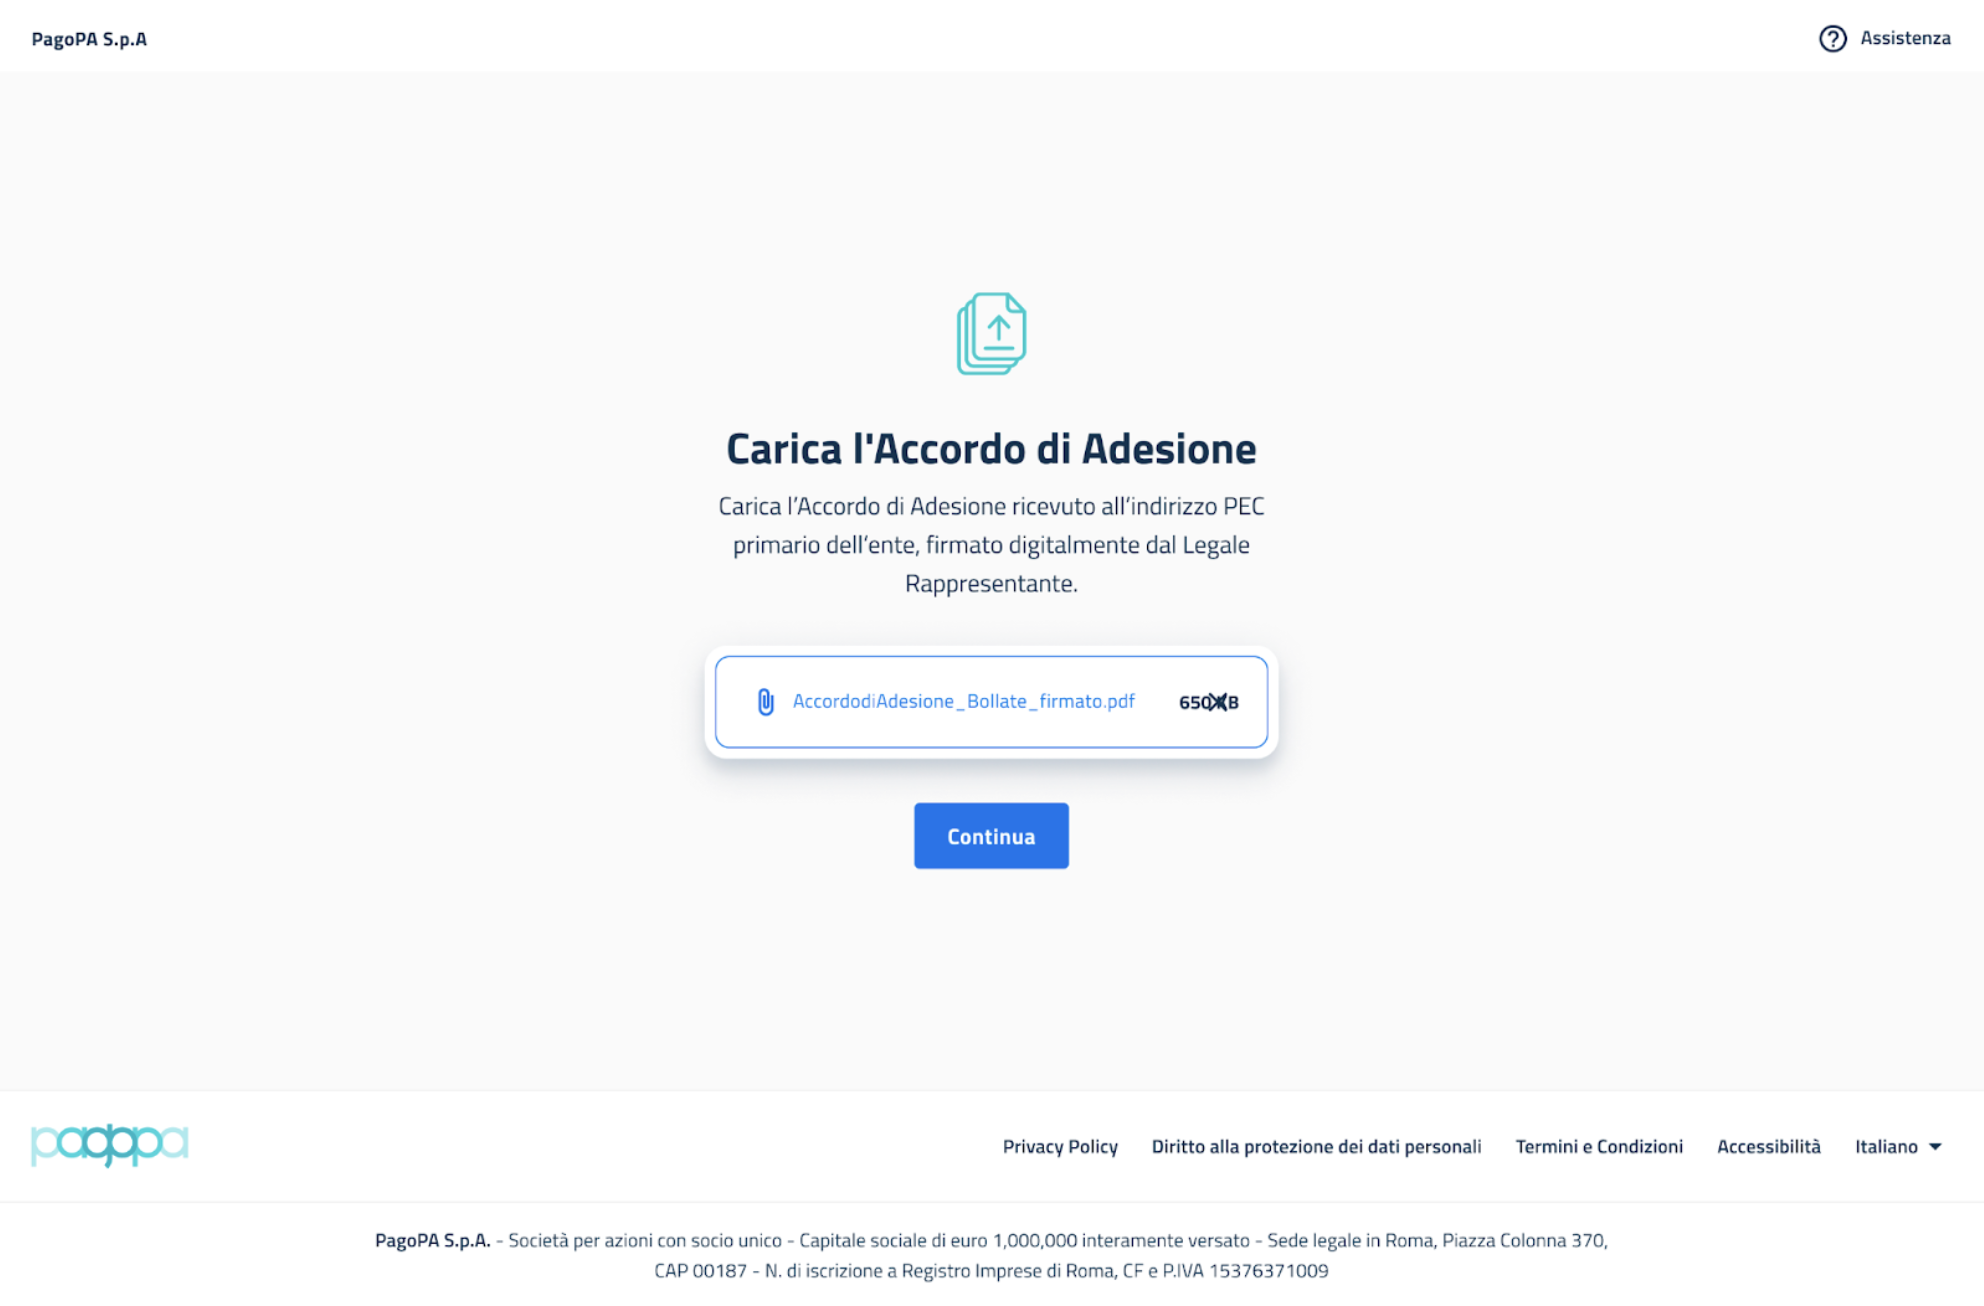 PagoPA S.p.A
Assistenza
Carica l'Accordo di Adesione
Carica l’Accordo di Adesione ricevuto all’indirizzo PEC
primario dell’ente, firmato digitalmente dal Legale
Rappresentante.
AccordodiAdesione_Bollate_firmato.pdf 650 KB
Continua
pagopa
Privacy Policy Diritto alla protezione dei dati personali Termini e Condizioni Accessibilità Italiano
PagoPA S.p.A. - Società per azioni con socio unico - Capitale sociale di euro 1,000,000 interamente versato - Sede legale in Roma, Piazza Colonna 370,
CAP 00187 - N. di iscrizione a Registro Imprese di Roma, CF e P.IVA 15376371009